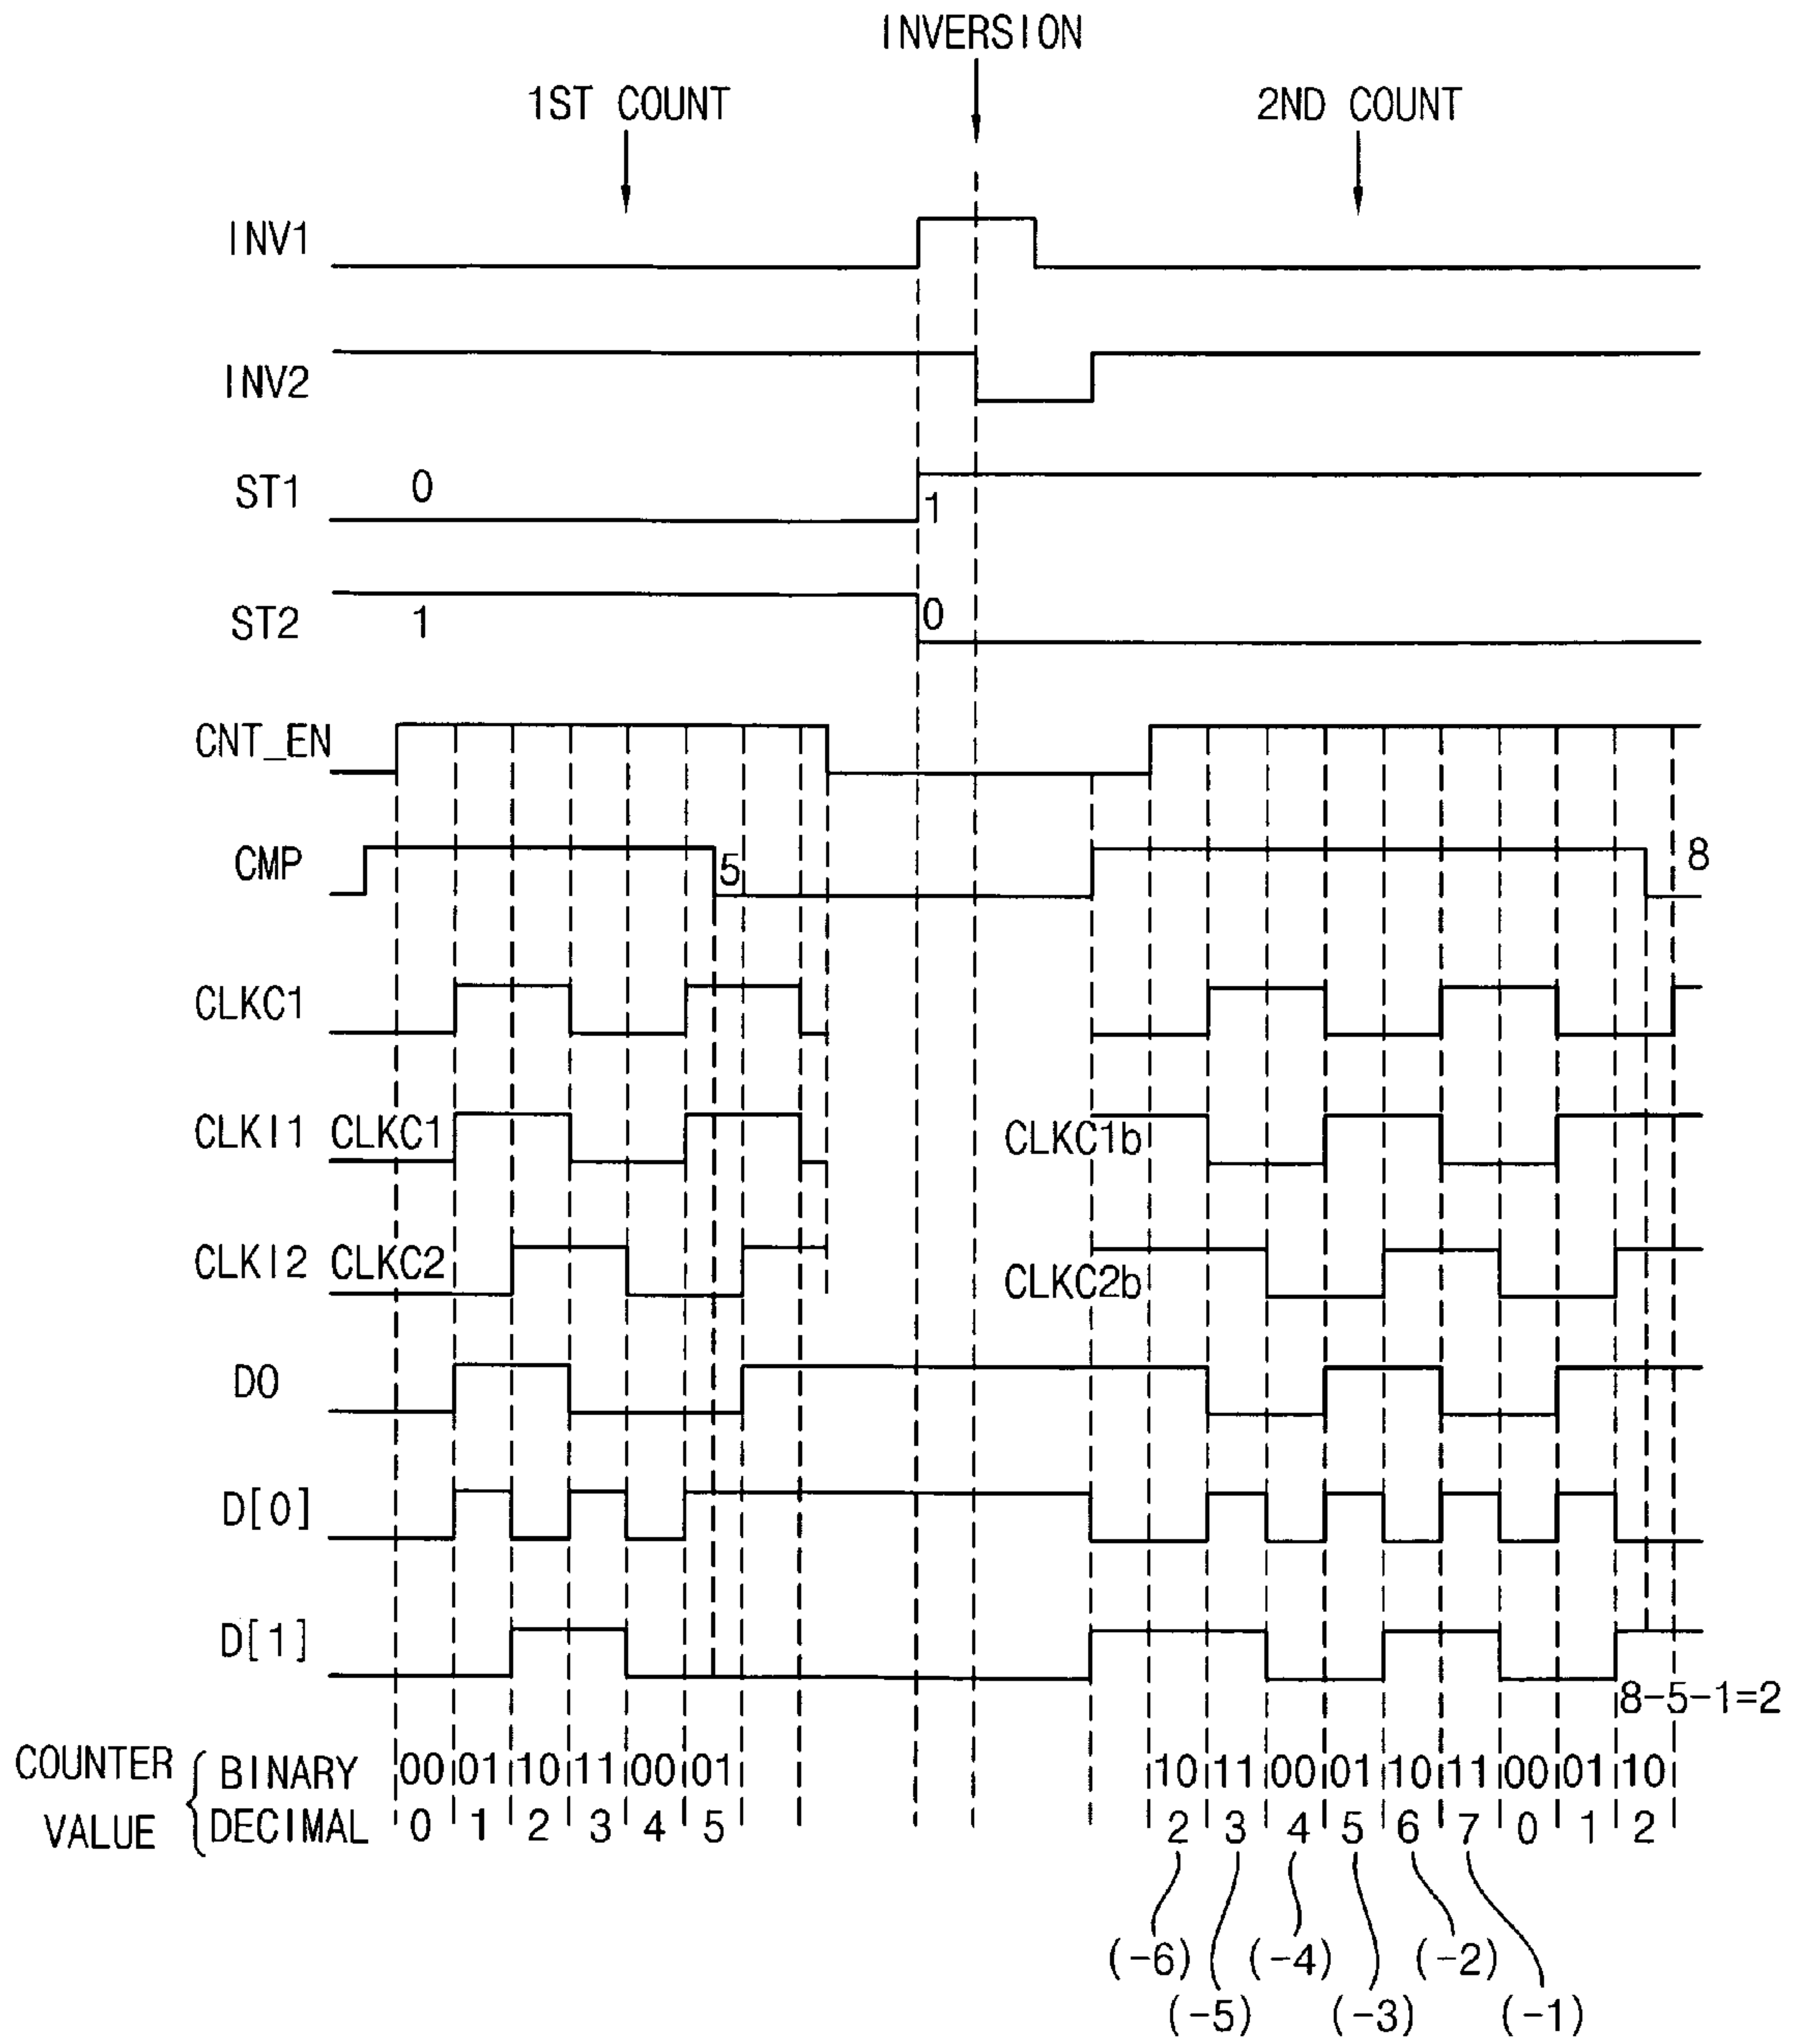 INVERSION
1ST COUNT
2ND COUNT
INV1
INV2
ST1 0 1
ST2 1 0
CNT_EN
CMP 5 8
CLKC1
CLKI1 CLKC1 CLKC1b
CLKI2 CLKC2 CLKC2b
DO
D[0]
D[1]
8-5-1=2
COUNTER VALUE
BINARY 00 01 10 11 00 01 10 11 00 01 10 11 00 01 10
DECIMAL 0 1 2 3 4 5 2 3 4 5 6 7 0 1 2
(-6) (-4) (-2)
(-5) (-3) (-1)